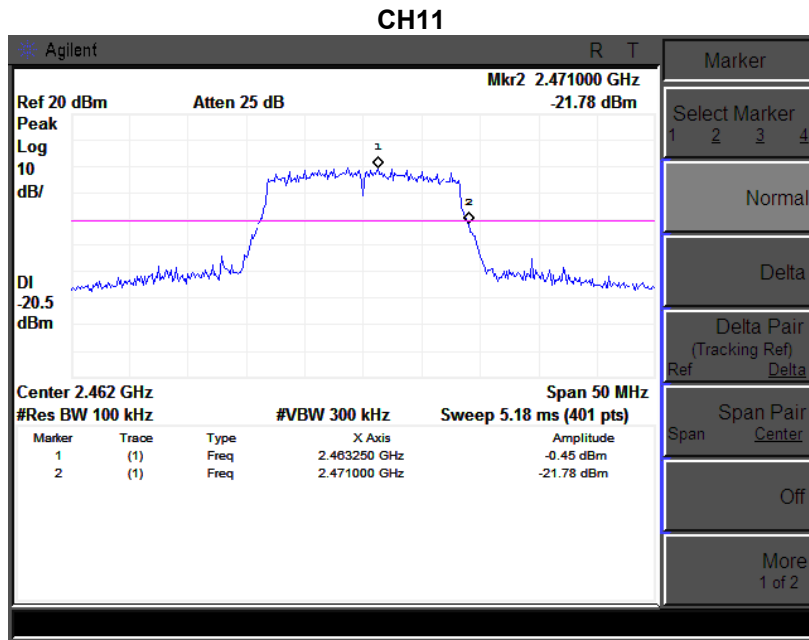 CH11
Agilent R T
Mkr2 2.471000 GHz
Ref 20 dBm Atten 25 dB -21.78 dBm
Peak
Log
10
dB/
1
2
DI
-20.5
dBm
Center 2.462 GHz Span 50 MHz
#Res BW 100 kHz #VBW 300 kHz Sweep 5.18 ms (401 pts)
Marker Trace Type X Axis Amplitude
1 (1) Freq 2.463250 GHz -0.45 dBm
2 (1) Freq 2.471000 GHz -21.78 dBm
Marker
Select Marker
1 2 3 4
Normal
Delta
Delta Pair
(Tracking Ref)
Ref Delta
Span Pair
Span Center
Off
More
1 of 2